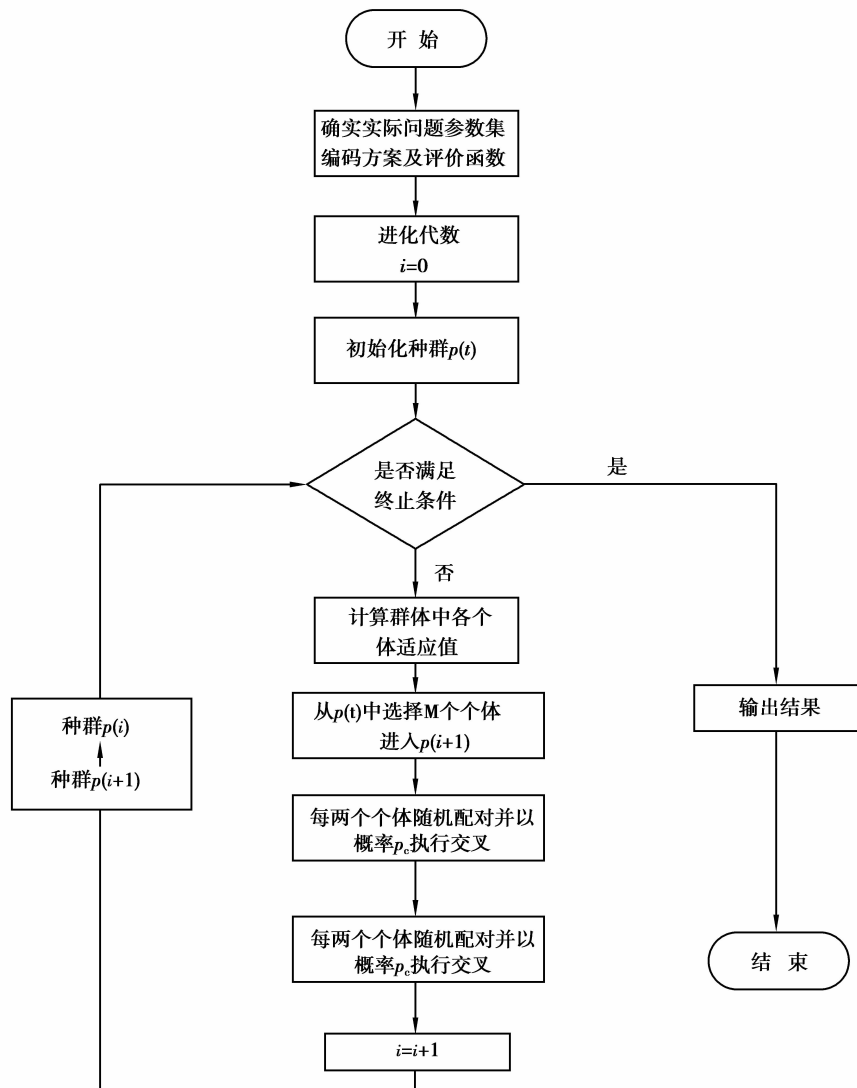 开 始
确实实际问题参数集
编码方案及评价函数
进化代数
i=0
初始化种群p(t)
是否满足
终止条件
是
否
计算群体中各个
体适应值
从p(t)中选择M个个体
进入p(i+1)
种群p(i)
种群p(i+1)
输出结果
每两个个体随机配对并以
概率pc执行交叉
每两个个体随机配对并以
概率pc执行交叉
结 束
i=i+1